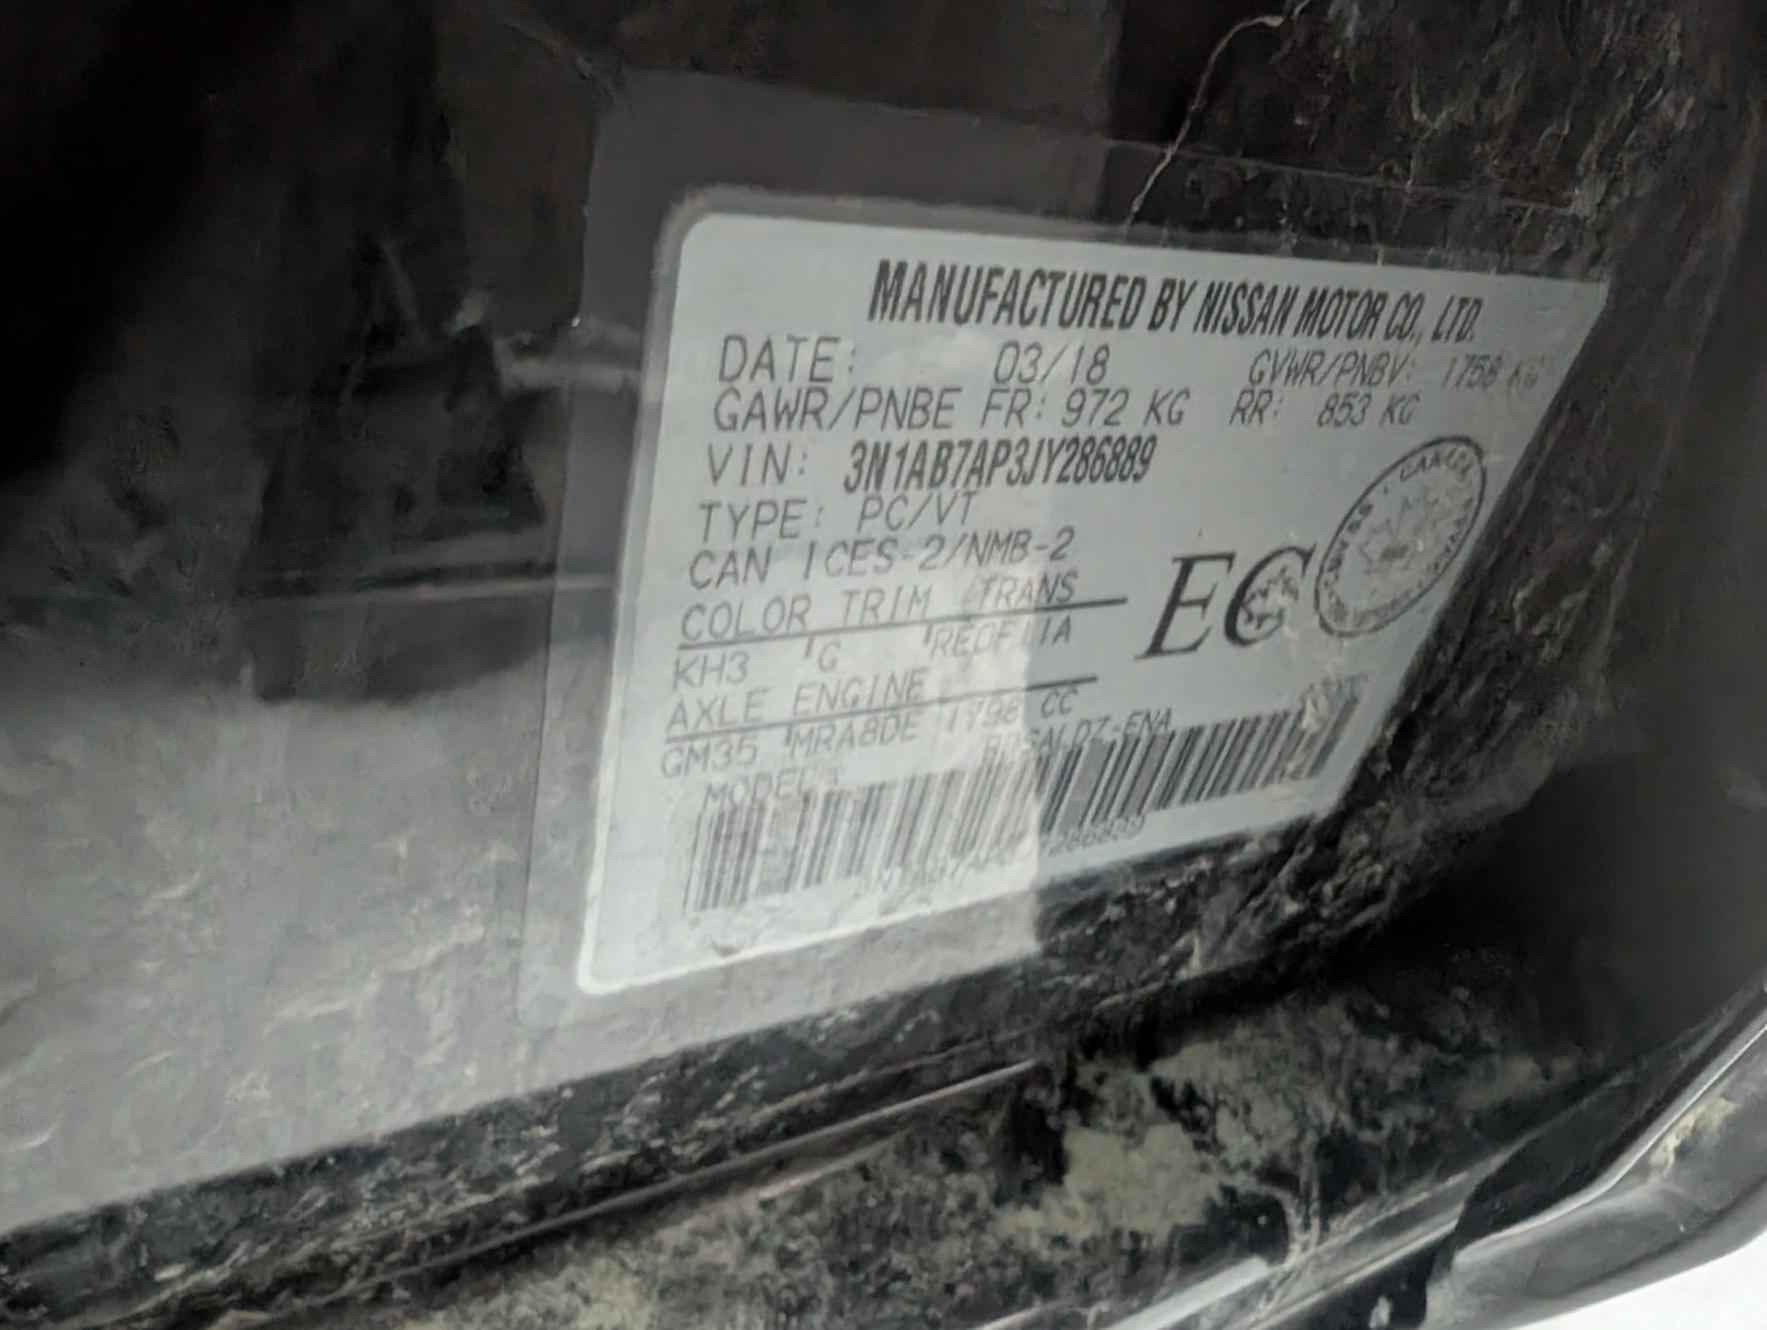 MANUFACTURED BY NISSAN MOTOR CO., LTD.
DATE: 03/18 GVWR/PNBV: 1758 KG
GAWR/PNBE FR: 972 KG RR: 853 KG
VIN: 3N1AB7AP3JY286889
TYPE: PC/VT
CAN ICES-2/NMB-2
COLOR TRIM TRANS
KH3 G
AXLE ENGINE
GM35 MRA8DE 1798 CC
MODEL
EC
CANADA